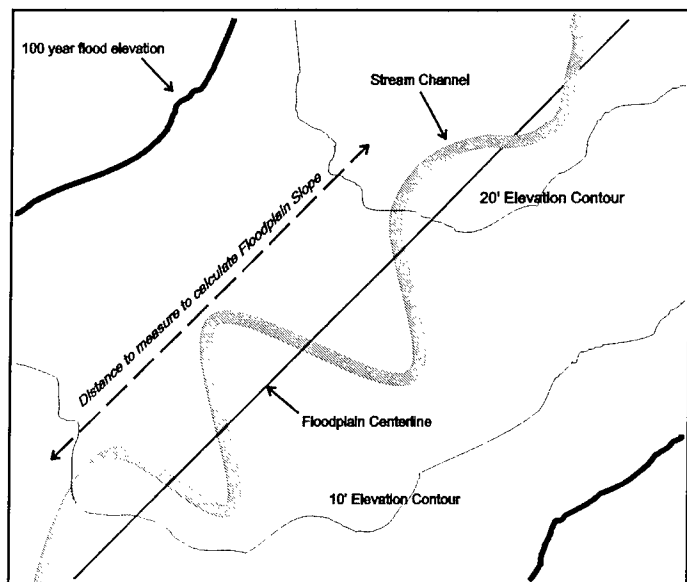 100 year flood elevation
Stream Channel
20' Elevation Contour
Distance to measure to calculate Floodplain Slope
Floodplain Centerline
10' Elevation Contour